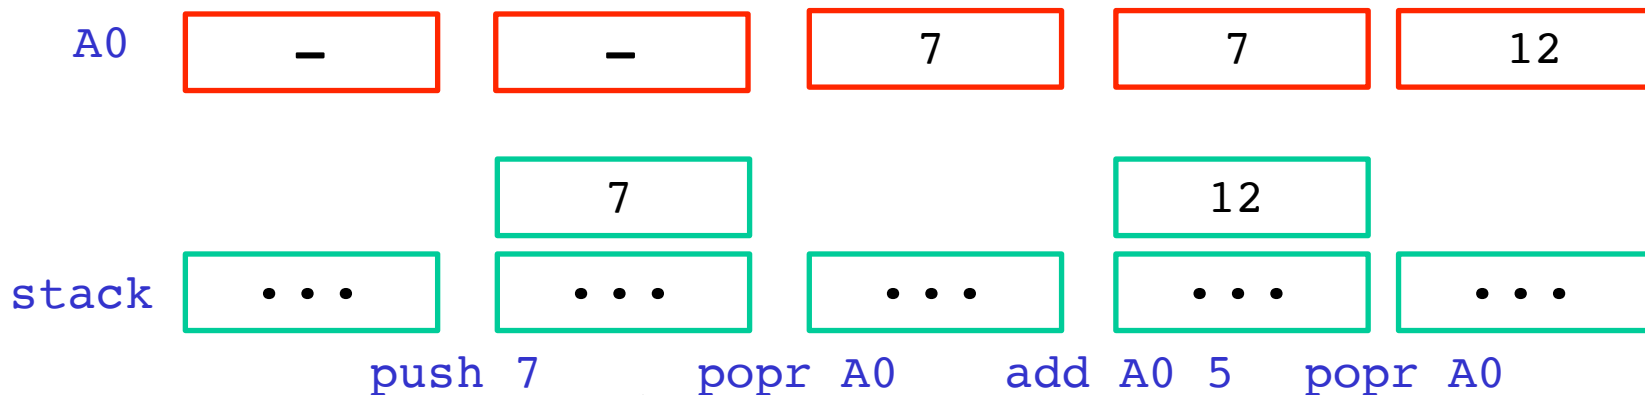 A0 – – 7 7 12
7 12
stack ... ... ... ... ...
push 7 popr A0 add A0 5 popr A0